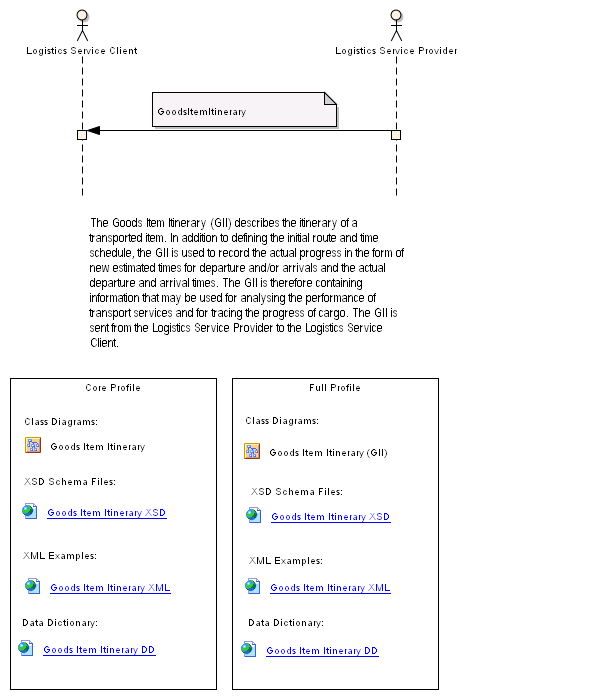 Logistics Service Client
Logistics Service Provider
GoodsItemItinerary
The Goods Item Itinerary (GII) describes the itinerary of a
transported item. In addition to defining the initial route and time
schedule, the GII is used to record the actual progress in the form of
new estimated times for departure and/or arrivals and the actual
departure and arrival times. The GII is therefore containing
information that may be used for analysing the performance of
transport services and for tracing the progress of cargo. The GII is
sent from the Logistics Service Provider to the Logistics Service
Client.
Core Profile
Class Diagrams:
Goods Item Itinerary
XSD Schema Files:
Goods Item Itinerary XSD
XML Examples:
Goods Item Itinerary XML
Data Dictionary:
Goods Item Itinerary DD
Full Profile
Class Diagrams:
Goods Item Itinerary (GII)
XSD Schema Files:
Goods Item Itinerary XSD
XML Examples:
Goods Item Itinerary XML
Data Dictionary:
Goods Item Itinerary DD